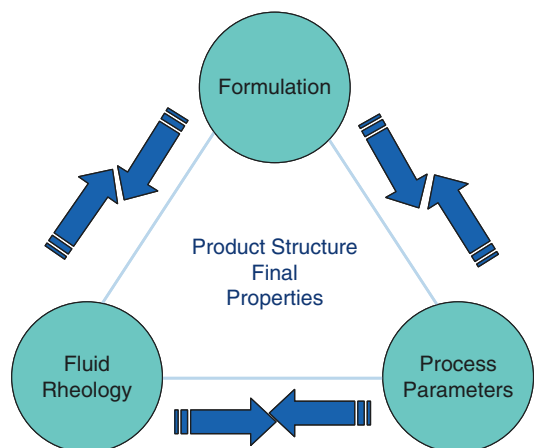 Formulation
Product Structure
Final
Properties
Fluid
Rheology
Process
Parameters